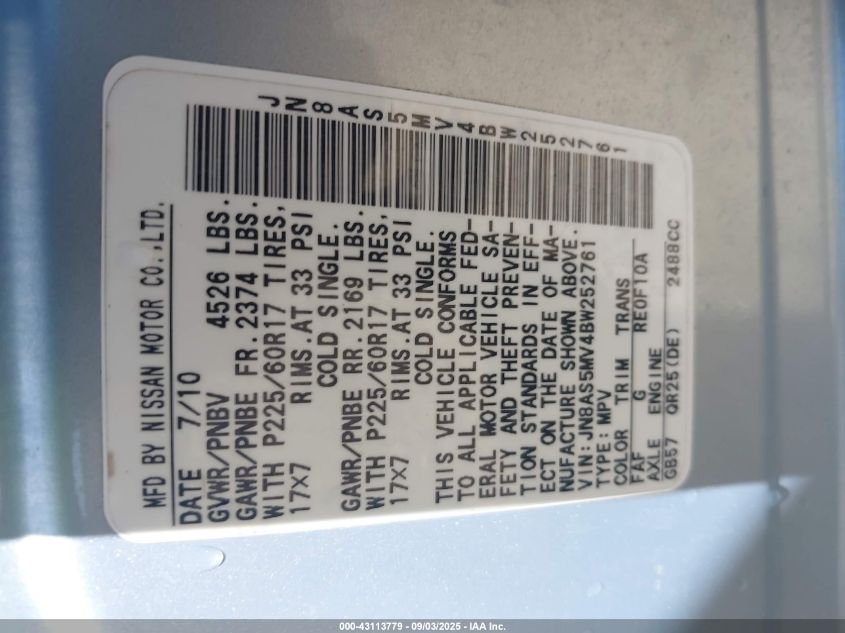 MFD BY NISSAN MOTOR CO.,LTD.
JN8AS5MV4BW252761
DATE 7/10
GVWR/PNBV 4526 LBS.
GAWR/PNBE FR.2374 LBS.
WITH P225/60R17 TIRES,
17X7 RIMS.AT 33 PSI
COLD SINGLE.
GAWR/PNBE RR.2169 LBS.
WITH P225/60R17 TIRES,
17X7 RIMS.AT 33 PSI
COLD SINGLE.
THIS VEHICLE CONFORMS
TO ALL APPLICABLE FED-
ERAL MOTOR VEHICLE SA-
FETY AND THEFT PREVEN-
TION STANDARDS IN EFF-
ECT ON THE DATE OF MA-
NUFACTURE SHOWN ABOVE.
VIN:JN8AS5MV4BW252761
TYPE:MPV
COLOR TRIM TRANS
FAF G RE0F10A
AXLE ENGINE
GB57 QR25(DE) 2488CC
000-43113779 - 09/03/2025 - IAA Inc.